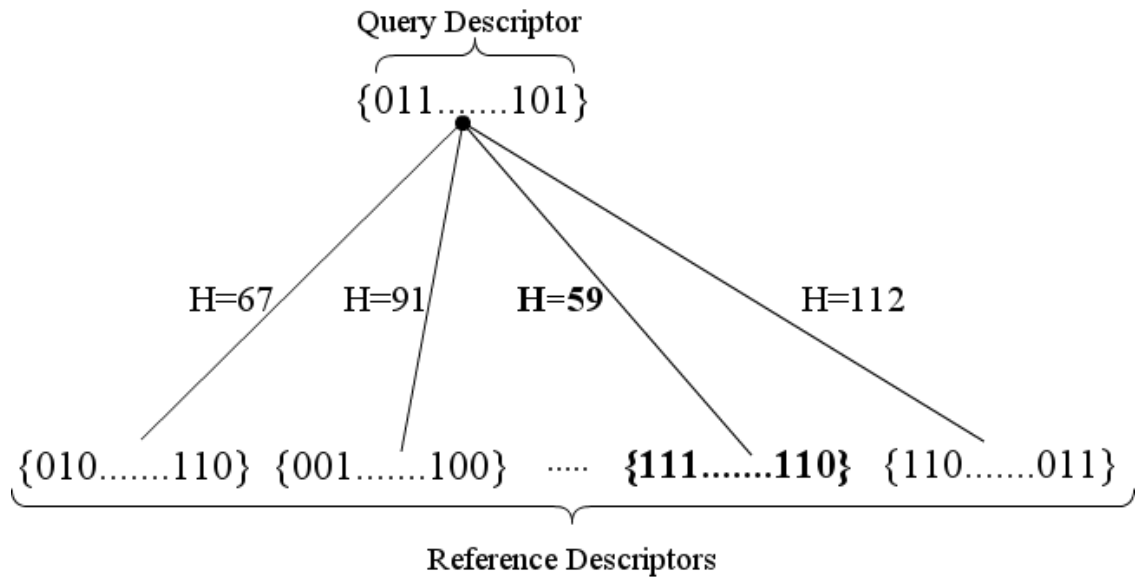 Query Descriptor
{011.......101}
H=67 H=91 H=59 H=112
{010.......110} {001.......100} ..... {111.......110} {110.......011}
Reference Descriptors